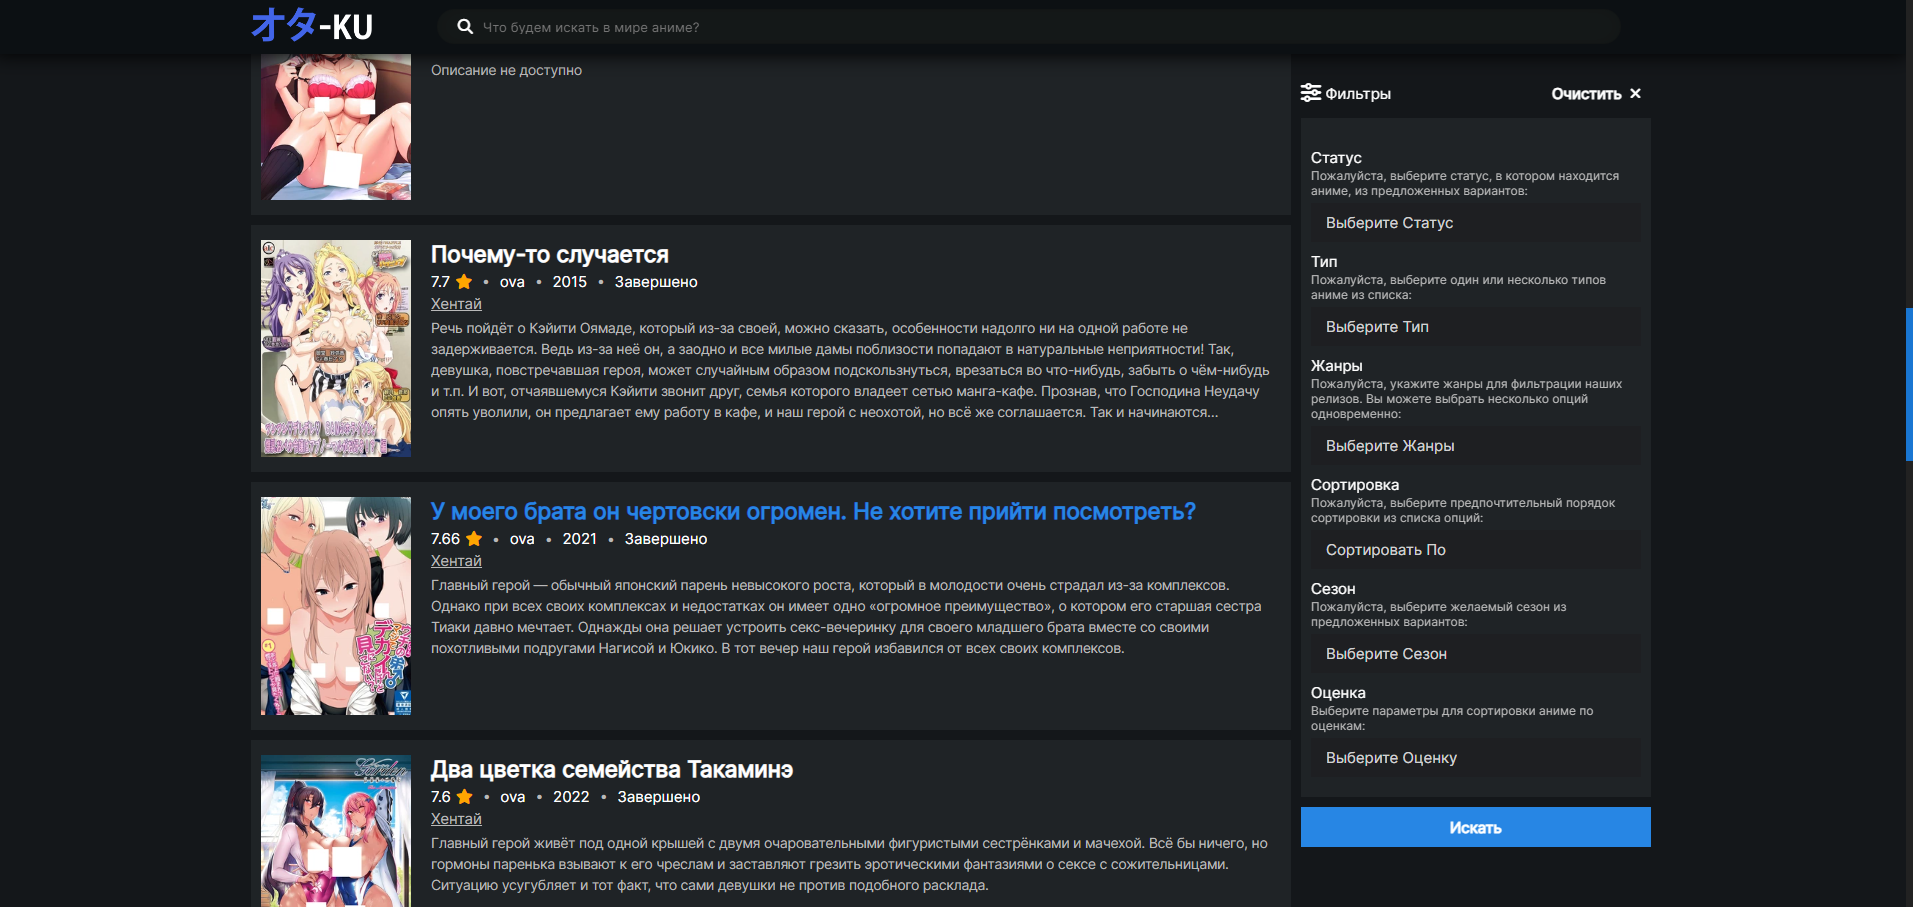 オタ-KU
Что будем искать в мире аниме?
Описание не доступно
Почему-то случается
7.7 • ova • 2015 • Завершено
Хентай
Речь пойдёт о Кэйити Оямаде, который из-за своей, можно сказать, особенности надолго ни на одной работе не
задерживается. Ведь из-за неё он, а заодно и все милые дамы поблизости попадают в натуральные неприятности! Так,
девушка, повстречавшая героя, может случайным образом подскользнуться, врезаться во что-нибудь, забыть о чём-нибудь
и т.п. И вот, отчаявшемуся Кэйити звонит друг, семья которого владеет сетью манга-кафе. Прознав, что Господина Неудачу
опять уволили, он предлагает ему работу в кафе, и наш герой с неохотой, но всё же соглашается. Так и начинаются...
У моего брата он чертовски огромен. Не хотите прийти посмотреть?
7.66 • ova • 2021 • Завершено
Хентай
Главный герой — обычный японский парень невысокого роста, который в молодости очень страдал из-за комплексов.
Однако при всех своих комплексах и недостатках он имеет одно «огромное преимущество», о котором его старшая сестра
Тиаки давно мечтает. Однажды она решает устроить секс-вечеринку для своего младшего брата вместе со своими
похотливыми подругами Нагисой и Юкико. В тот вечер наш герой избавился от всех своих комплексов.
Два цветка семейства Такаминэ
7.6 • ova • 2022 • Завершено
Хентай
Главный герой живёт под одной крышей с двумя очаровательными фигуристыми сестрёнками и мачехой. Всё бы ничего, но
гормоны паренька взывают к его чреслам и заставляют грезить эротическими фантазиями о сексе с сожительницами.
Ситуацию усугубляет и тот факт, что сами девушки не против подобного расклада.
Фильтры
Очистить ✕
Статус
Пожалуйста, выберите статус, в котором находится
аниме, из предложенных вариантов:
Выберите Статус
Тип
Пожалуйста, выберите один или несколько типов
аниме из списка:
Выберите Тип
Жанры
Пожалуйста, укажите жанры для фильтрации наших
релизов. Вы можете выбрать несколько опций
одновременно:
Выберите Жанры
Сортировка
Пожалуйста, выберите предпочтительный порядок
сортировки из списка опций:
Сортировать По
Сезон
Пожалуйста, выберите желаемый сезон из
предложенных вариантов:
Выберите Сезон
Оценка
Выберите параметры для сортировки аниме по
оценкам:
Выберите Оценку
Искать